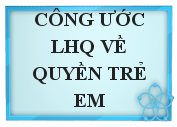 CÔNG ƯỚC
LHQ VỀ
QUYỀN TRẺ
EM